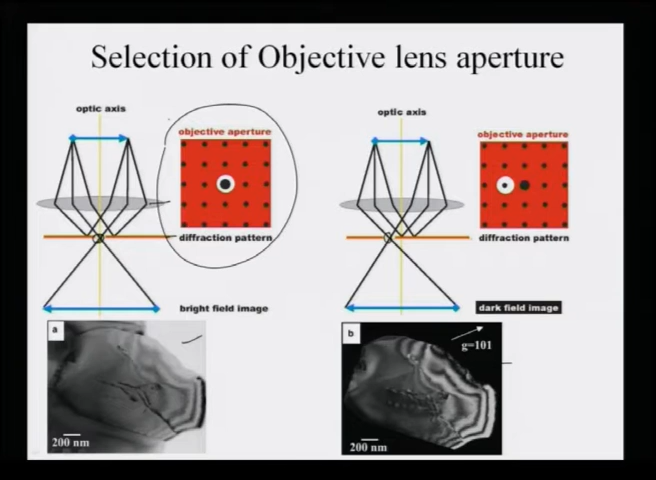 Selection of Objective lens aperture
optic axis
objective aperture
diffraction pattern
bright field image
a
200 nm
optic axis
objective aperture
diffraction pattern
dark field image
b
g=101
200 nm